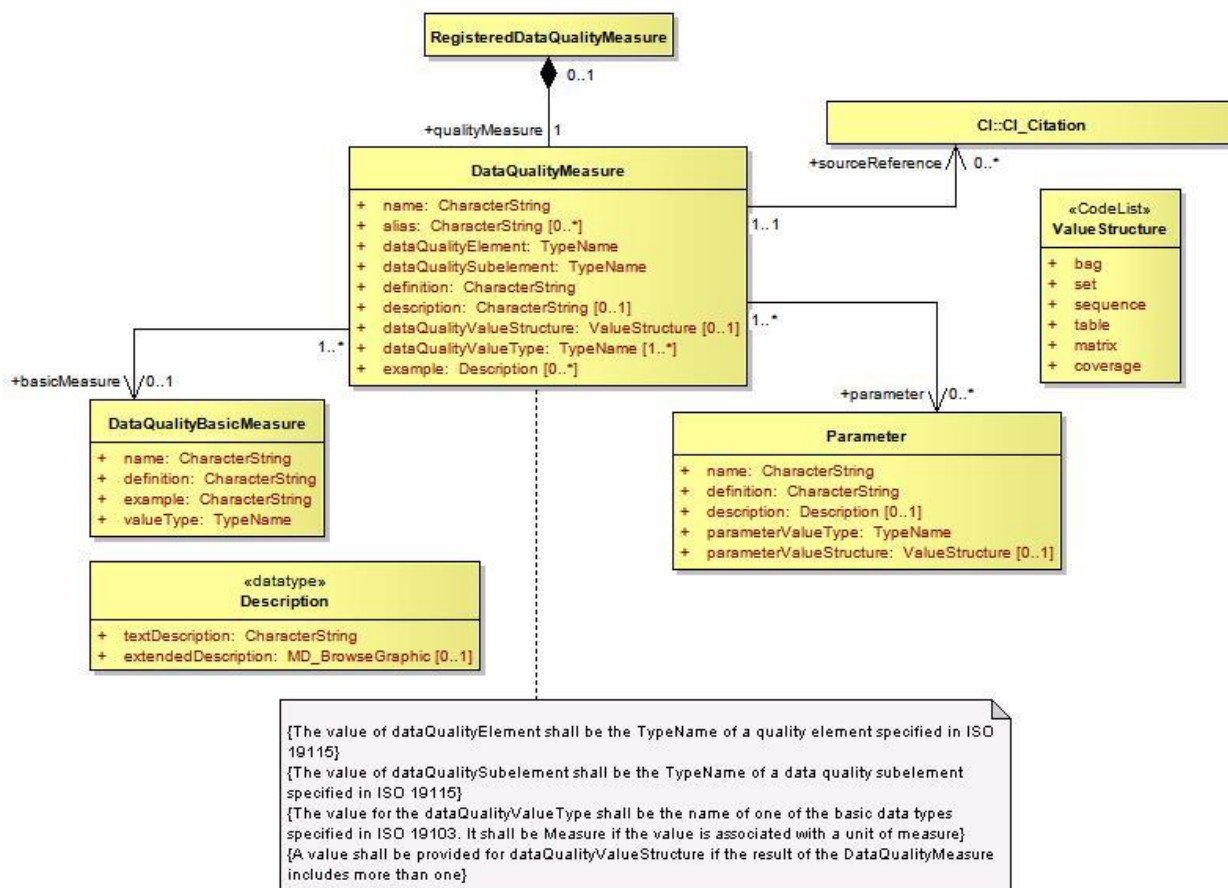 RegisteredDataQualityMeasure
0..1
+qualityMeasure 1
CI::CI_Citation
+sourceReference 0..*
DataQualityMeasure
+ name: CharacterString
+ alias: CharacterString [0..*]
+ dataQualityElement: TypeName
+ dataQualitySubelement: TypeName
+ definition: CharacterString
+ description: CharacterString [0..1]
+ dataQualityValueStructure: ValueStructure [0..1]
+ dataQualityValueType: TypeName [1..*]
+ example: Description [0..*]
1..1
1..*
1..*
«CodeList»
ValueStructure
+ bag
+ set
+ sequence
+ table
+ matrix
+ coverage
+basicMeasure 0..1
+parameter 0..*
DataQualityBasicMeasure
+ name: CharacterString
+ definition: CharacterString
+ example: CharacterString
+ valueType: TypeName
Parameter
+ name: CharacterString
+ definition: CharacterString
+ description: Description [0..1]
+ parameterValueType: TypeName
+ parameterValueStructure: ValueStructure [0..1]
«datatype»
Description
+ textDescription: CharacterString
+ extendedDescription: MD_BrowseGraphic [0..1]
{The value of dataQualityElement shall be the TypeName of a quality element specified in ISO
19115}
{The value of dataQualitySubelement shall be the TypeName of a data quality subelement
specified in ISO 19115}
{The value for the dataQualityValueType shall be the name of one of the basic data types
specified in ISO 19103. It shall be Measure if the value is associated with a unit of measure}
{A value shall be provided for dataQualityValueStructure if the result of the DataQualityMeasure
includes more than one}